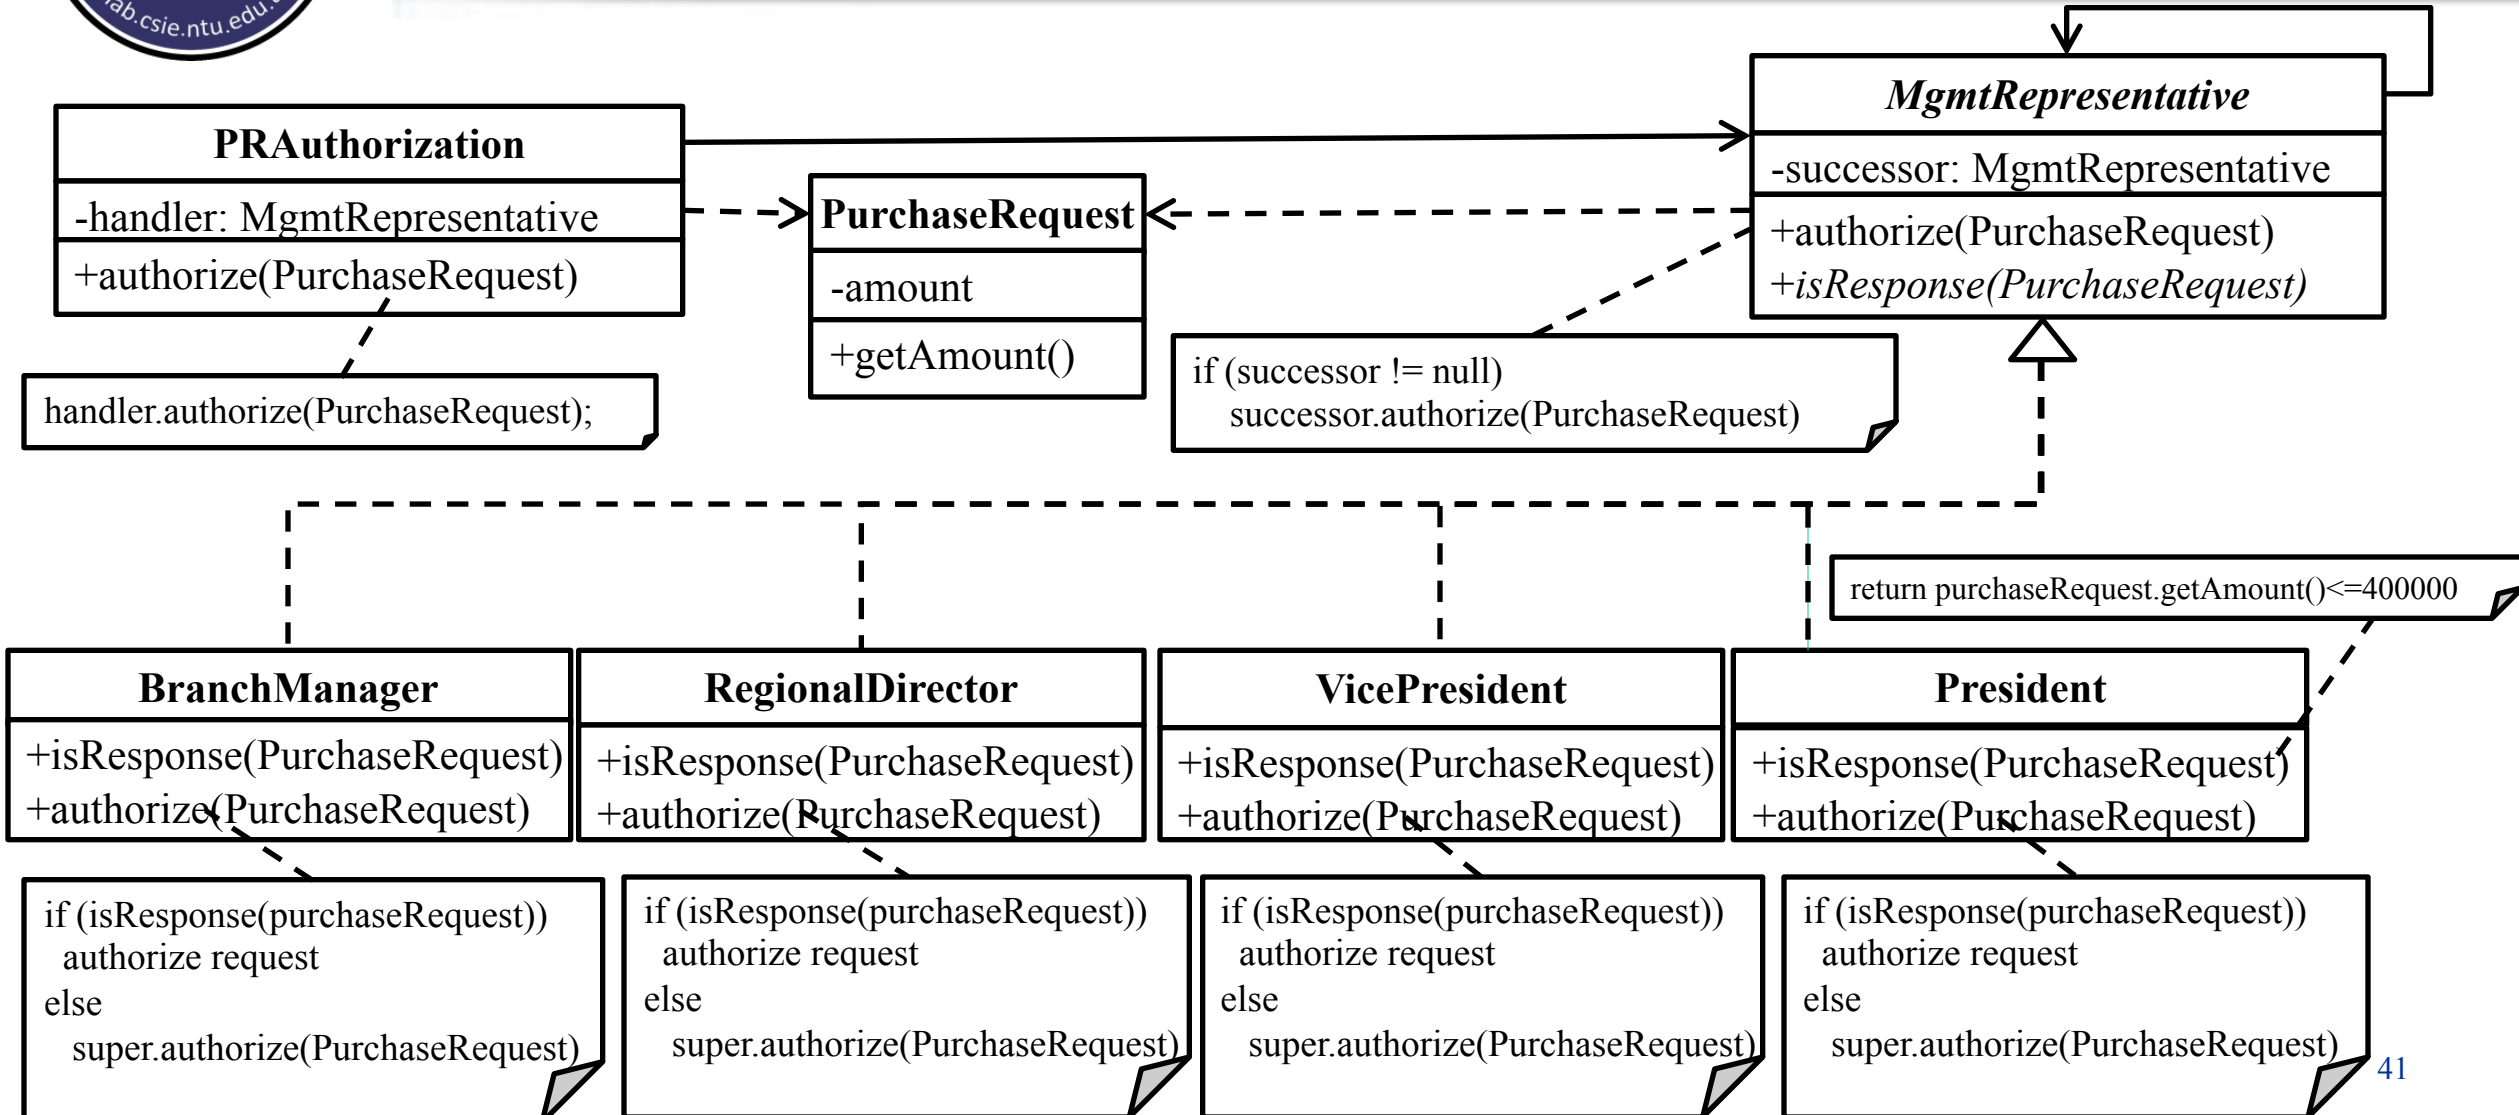 lab.csie.ntu.edu.
MgmtRepresentative
-successor: MgmtRepresentative
+authorize(PurchaseRequest)
+isResponse(PurchaseRequest)
PRAuthorization
-handler: MgmtRepresentative
+authorize(PurchaseRequest)
PurchaseRequest
-amount
+getAmount()
handler.authorize(PurchaseRequest);
if (successor != null)
successor.authorize(PurchaseRequest)
return purchaseRequest.getAmount()<=400000
BranchManager
+isResponse(PurchaseRequest)
+authorize(PurchaseRequest)
RegionalDirector
+isResponse(PurchaseRequest)
+authorize(PurchaseRequest)
VicePresident
+isResponse(PurchaseRequest)
+authorize(PurchaseRequest)
President
+isResponse(PurchaseRequest)
+authorize(PurchaseRequest)
if (isResponse(purchaseRequest))
authorize request
else
super.authorize(PurchaseRequest)
if (isResponse(purchaseRequest))
authorize request
else
super.authorize(PurchaseRequest)
if (isResponse(purchaseRequest))
authorize request
else
super.authorize(PurchaseRequest)
if (isResponse(purchaseRequest))
authorize request
else
super.authorize(PurchaseRequest)
41